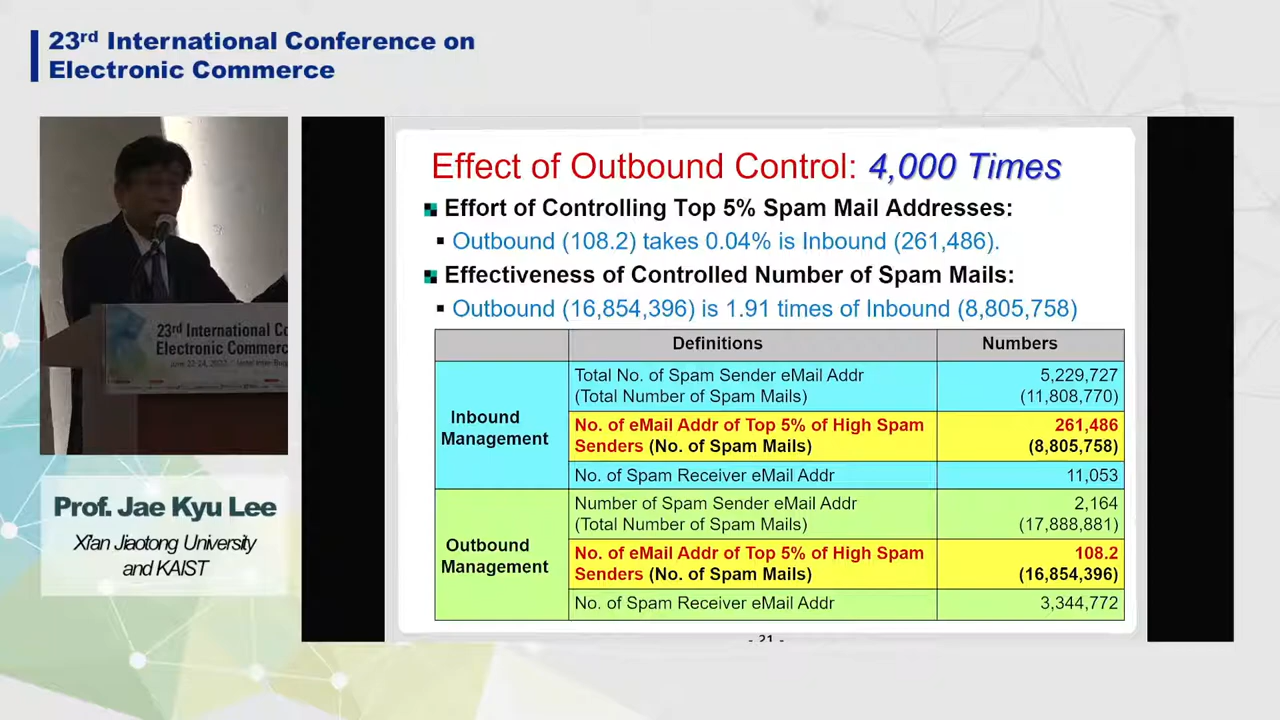 23rd International Conference on
Electronic Commerce
Effect of Outbound Control: 4,000 Times
Effort of Controlling Top 5% Spam Mail Addresses:
Outbound (108.2) takes 0.04% is Inbound (261,486).
Effectiveness of Controlled Number of Spam Mails:
Outbound (16,854,396) is 1.91 times of Inbound (8,805,758)
Definitions Numbers
Inbound
Management
Total No. of Spam Sender eMail Addr 5,229,727
(Total Number of Spam Mails) (11,808,770)
No. of eMail Addr of Top 5% of High Spam 261,486
Senders (No. of Spam Mails) (8,805,758)
No. of Spam Receiver eMail Addr 11,053
Outbound
Management
Number of Spam Sender eMail Addr 2,164
(Total Number of Spam Mails) (17,888,881)
No. of eMail Addr of Top 5% of High Spam 108.2
Senders (No. of Spam Mails) (16,854,396)
No. of Spam Receiver eMail Addr 3,344,772
- 21 -
23rd International Co
Electronic Commerc
Prof. Jae Kyu Lee
Xi'an Jiaotong University
and KAIST